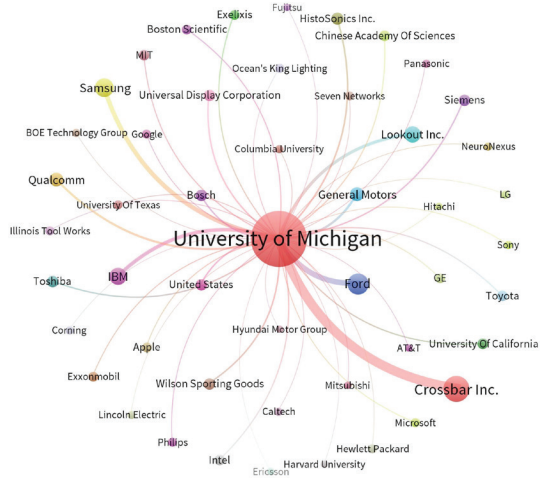 Fujitsu
Exelixis
HistoSonics Inc.
Boston Scientific
Chinese Academy Of Sciences
MIT
Panasonic
Ocean's King Lighting
Samsung
Universal Display Corporation
Seven Networks
Siemens
BOE Technology Group
Google
Lookout Inc.
NeuroNexus
Columbia University
Qualcomm
Bosch
General Motors
LG
University Of Texas
Hitachi
Illinois Tool Works
University of Michigan
Sony
IBM
GE
Toshiba
United States
Ford
Toyota
Corning
Hyundai Motor Group
Apple
AT&T
University Of California
Exxonmobil
Wilson Sporting Goods
Mitsubishi
Crossbar Inc.
Lincoln Electric
Caltech
Microsoft
Philips
Hewlett Packard
Intel
Harvard University
Ericsson